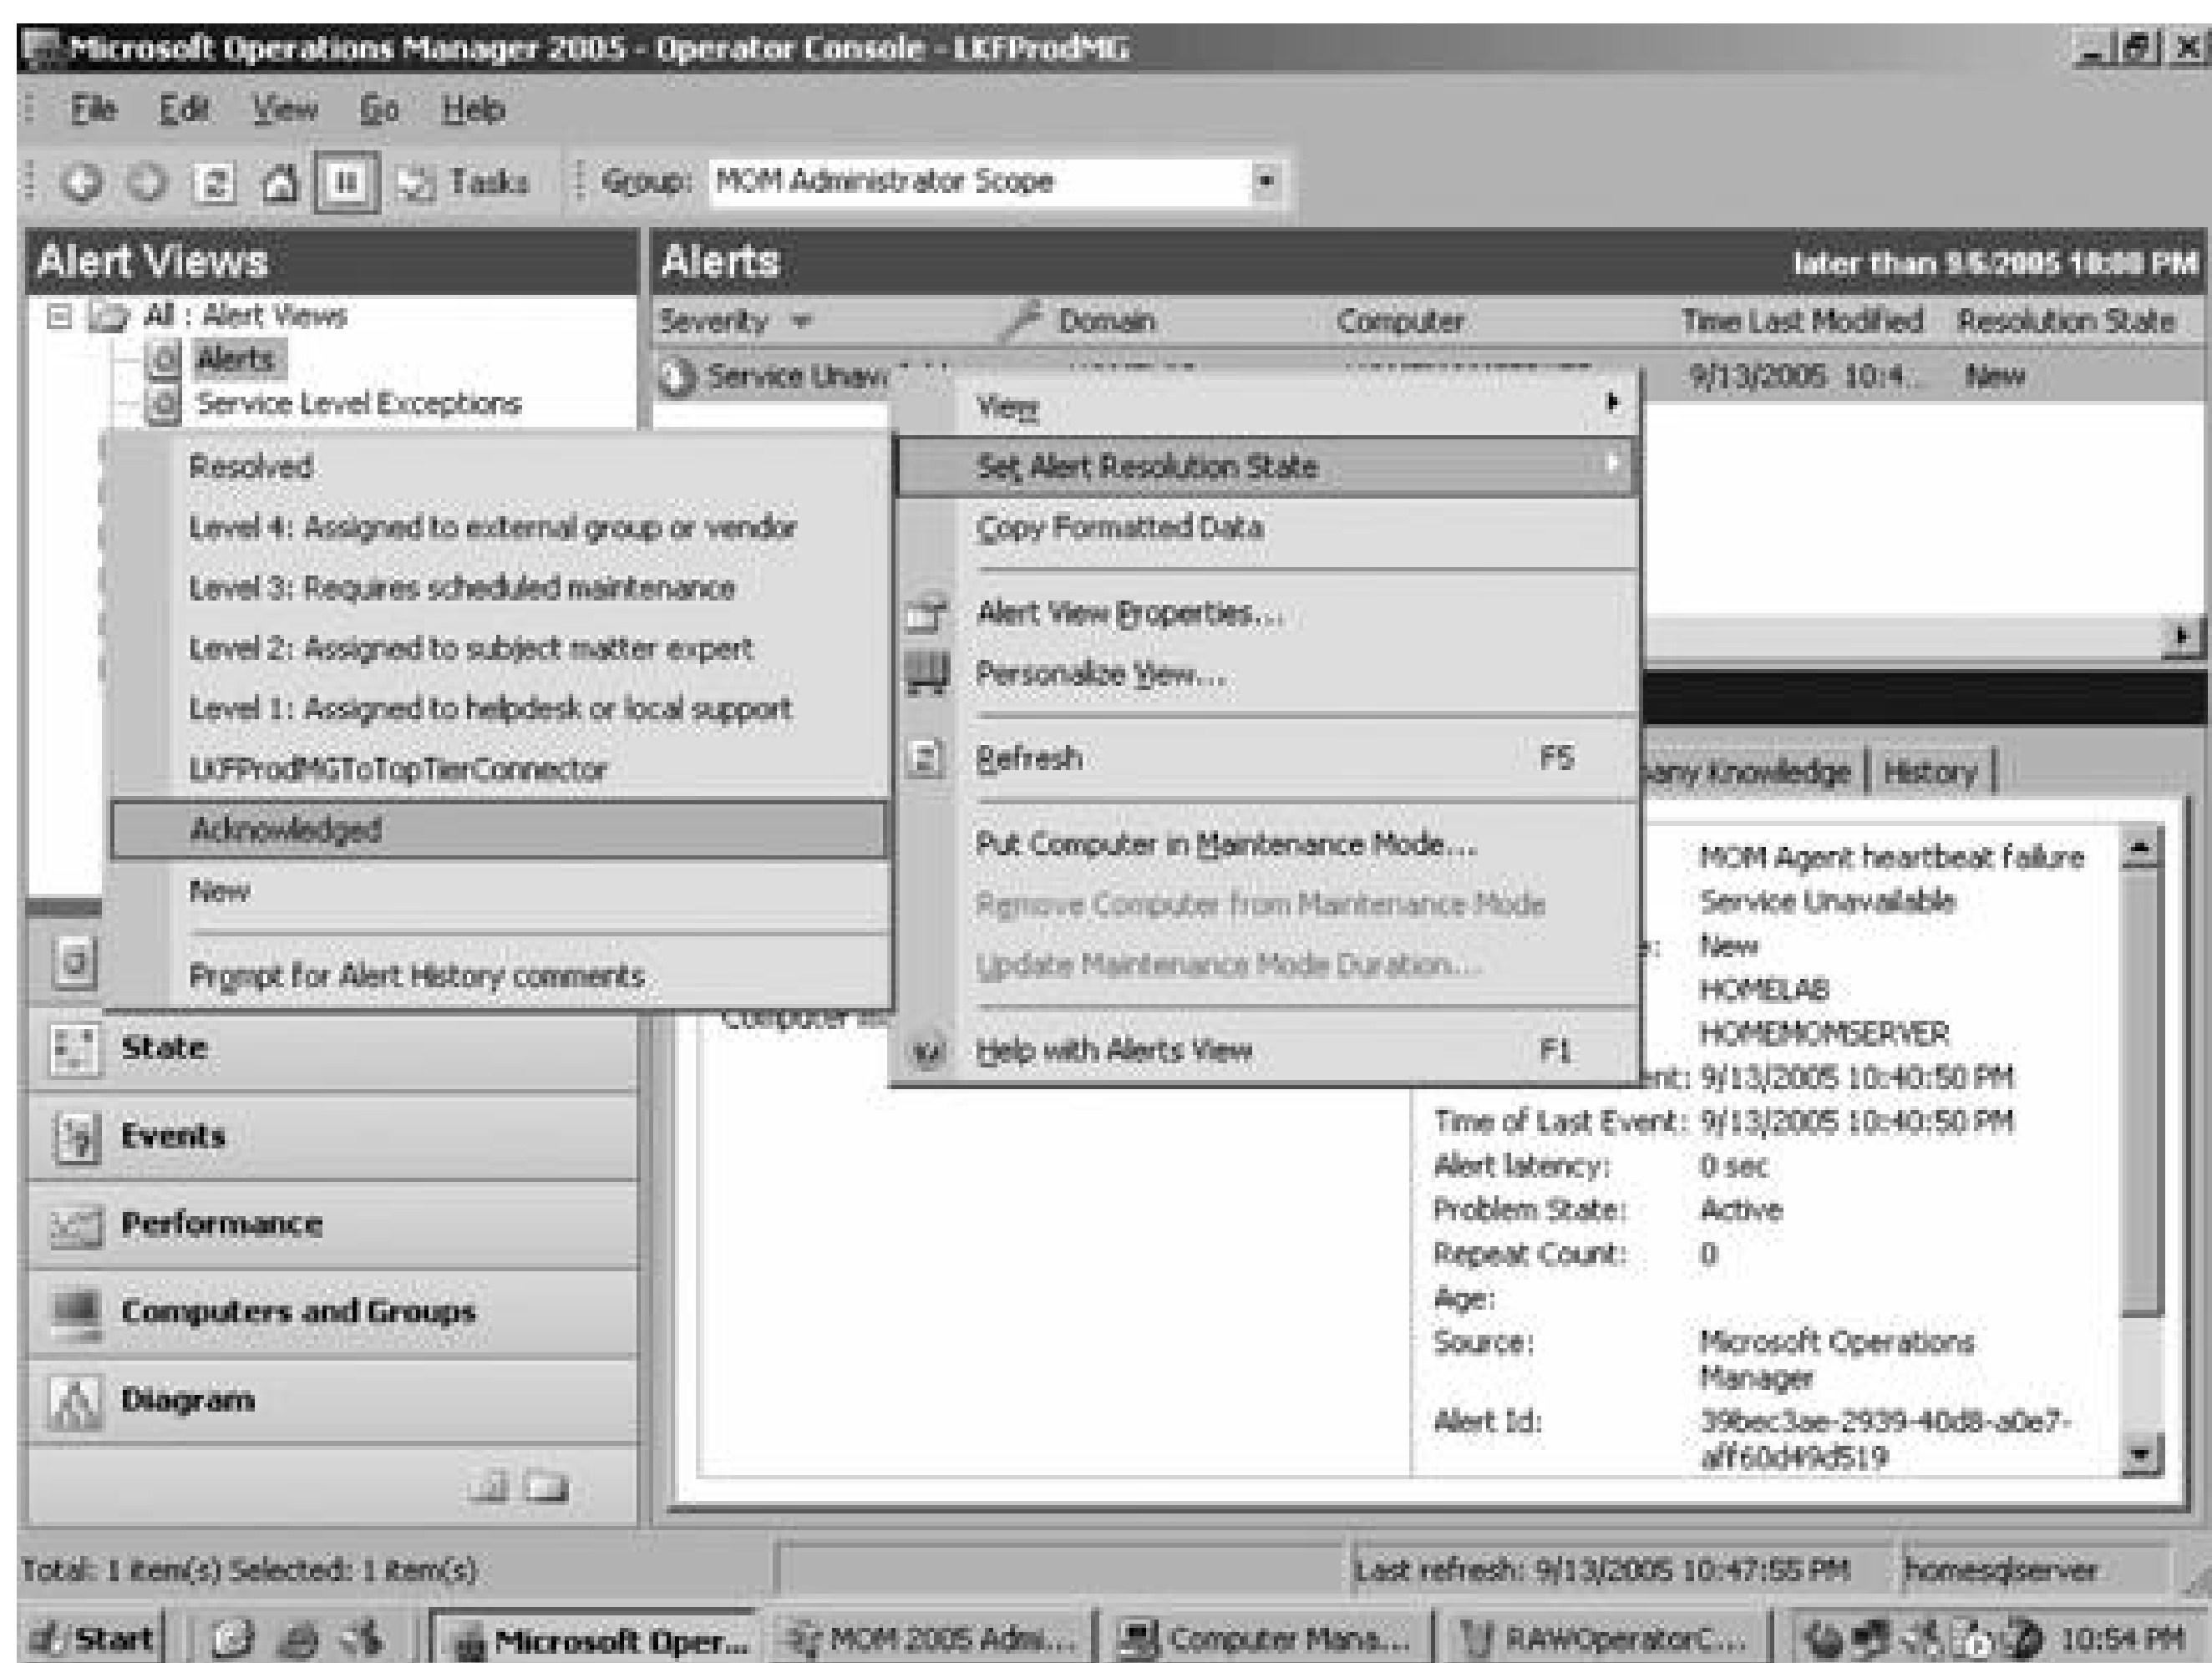 Microsoft Operations Manager 2005 - Operator Console - LKFProdMG
File Edit View Go Help
Tasks Group: MOM Administrator Scope
Alert Views
All : Alert Views
Alerts
Service Level Exceptions
Alerts later than 10:00 PM
Severity Domain Computer Time Last Modified Resolution State
Service 9/13/2005 10:4... New
View
Set Alert Resolution State
Copy Formatted Data
Alert View Properties...
Personalize View...
Refresh F5
Put Computer in Maintenance Mode...
Remove Computer from Maintenance Mode
Update Maintenance Mode Duration...
Help with Alerts View F1
Resolved
Level 4: Assigned to external group or vendor
Level 3: Requires scheduled maintenance
Level 2: Assigned to subject matter expert
Level 1: Assigned to helpdesk or local support
LKFProdMGToTopTierConnector
Acknowledged
New
Prompt for Alert History comments
State
Events
Performance
Computers and Groups
Diagram
Knowledge History
MOM Agent heartbeat failure
Service Unavailable
New
HOMELAB
HOMEMOMSERVER
9/13/2005 10:40:50 PM
Time of Last Event: 9/13/2005 10:40:50 PM
Alert latency: 0 sec
Problem State: Active
Repeat Count: 0
Age:
Source: Microsoft Operations
Manager
Alert Id: 39bec3ae-2939-40d8-a0e7-
aff60d49d519
Computer
Total: 1 item(s) Selected: 1 item(s)
Last refresh: 9/13/2005 10:47:55 PM homesqlserver
Start Microsoft Oper... MOM 2005 Admi... Computer Mana... RAWOperatorC... 10:54 PM